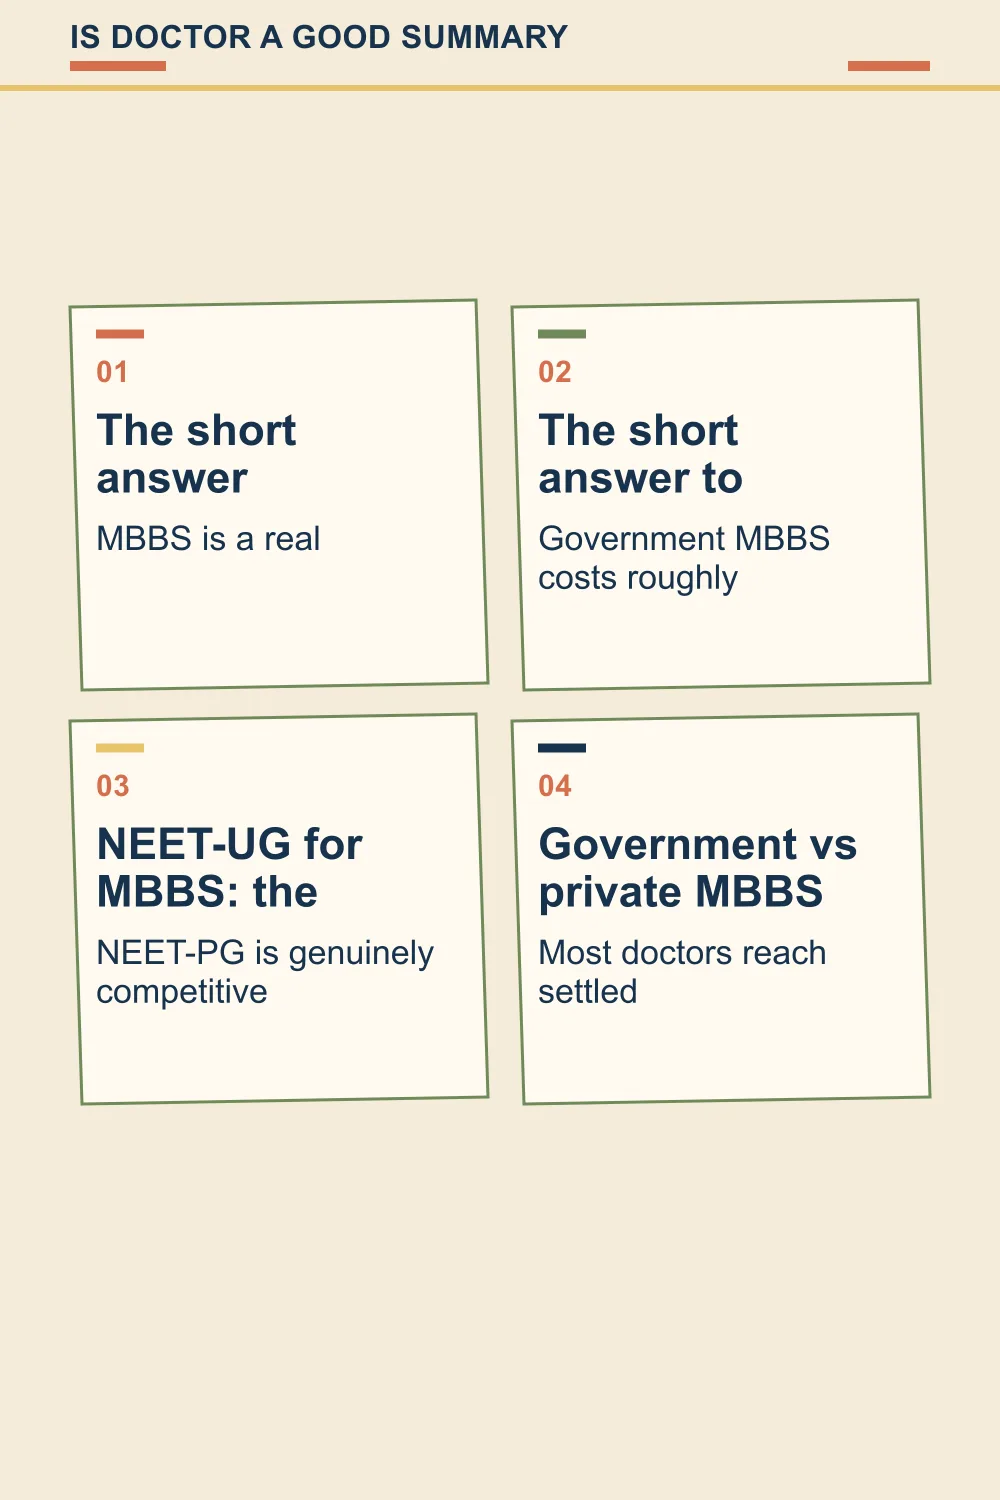 IS DOCTOR A GOOD SUMMARY
01
The short
answer
MBBS is a real
02
The short
answer to
Government MBBS
costs roughly
03
NEET-UG for
MBBS: the
NEET-PG is genuinely
competitive
04
Government vs
private MBBS
Most doctors reach
settled